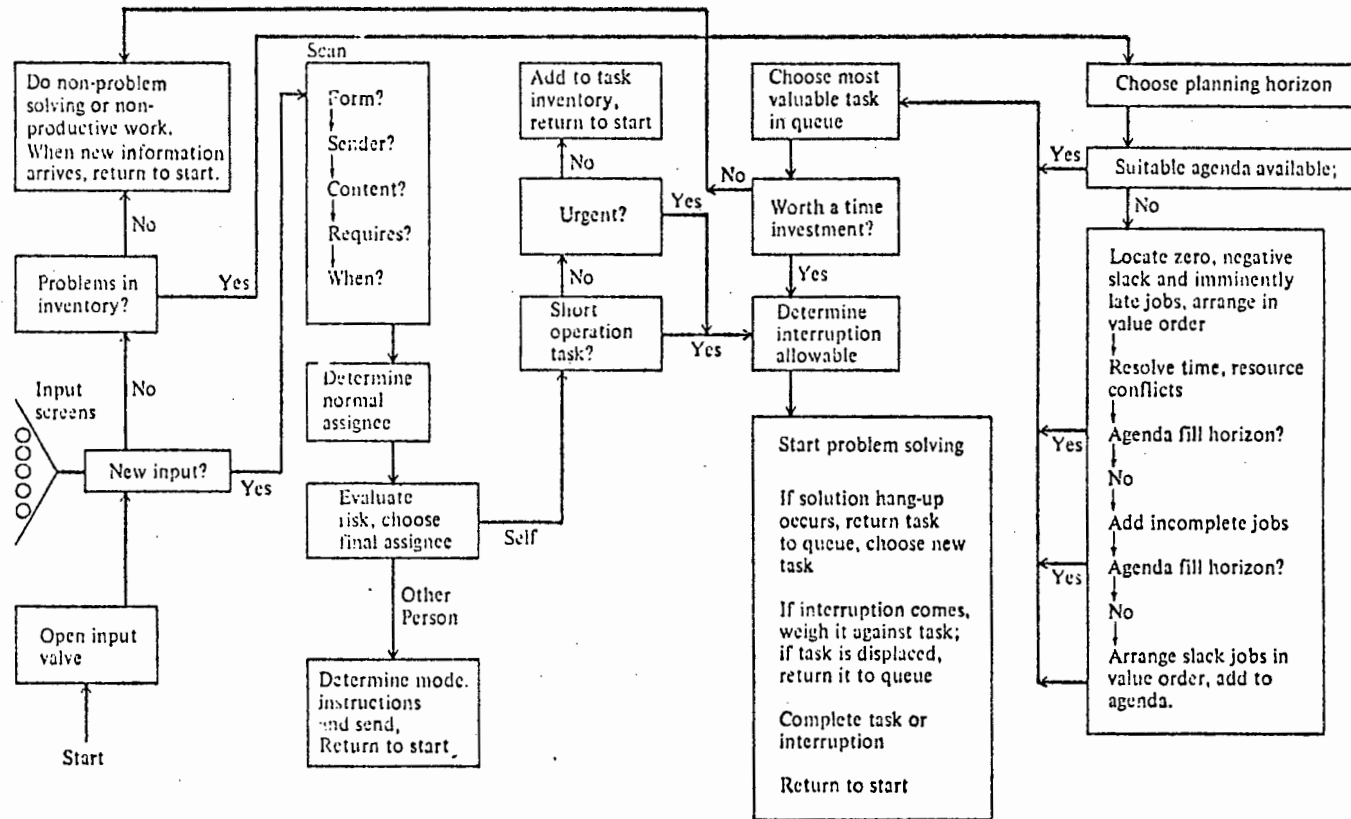 Scan
Do non-problem
solving or non-
productive work.
When new information
arrives, return to start.
No
Problems in
inventory?
Yes
No
Input
screens
New input?
Yes
Open input
valve
Start
Form?
Sender?
Content?
Requires?
When?
Determine
normal
assignee
Evaluate
risk, choose
final assignee
Self
Other
Person
Determine mode.
instructions
and send,
Return to start
Add to task
inventory,
return to start
No
Urgent?
Yes
No
Short
operation
task?
Yes
Choose most
valuable task
in queue
No
Worth a time
investment?
Yes
Determine
interruption
allowable
Start problem solving
If solution hang-up
occurs, return task
to queue, choose new
task
If interruption comes,
weigh it against task;
if task is displaced,
return it to queue
Complete task or
interruption
Return to start
Choose planning horizon
Yes
Suitable agenda available;
No
Locate zero, negative
slack and imminently
late jobs, arrange in
value order
Resolve time, resource
conflicts
Agenda fill horizon?
Yes
No
Add incomplete jobs
Agenda fill horizon?
Yes
No
Arrange slack jobs in
value order, add to
agenda.